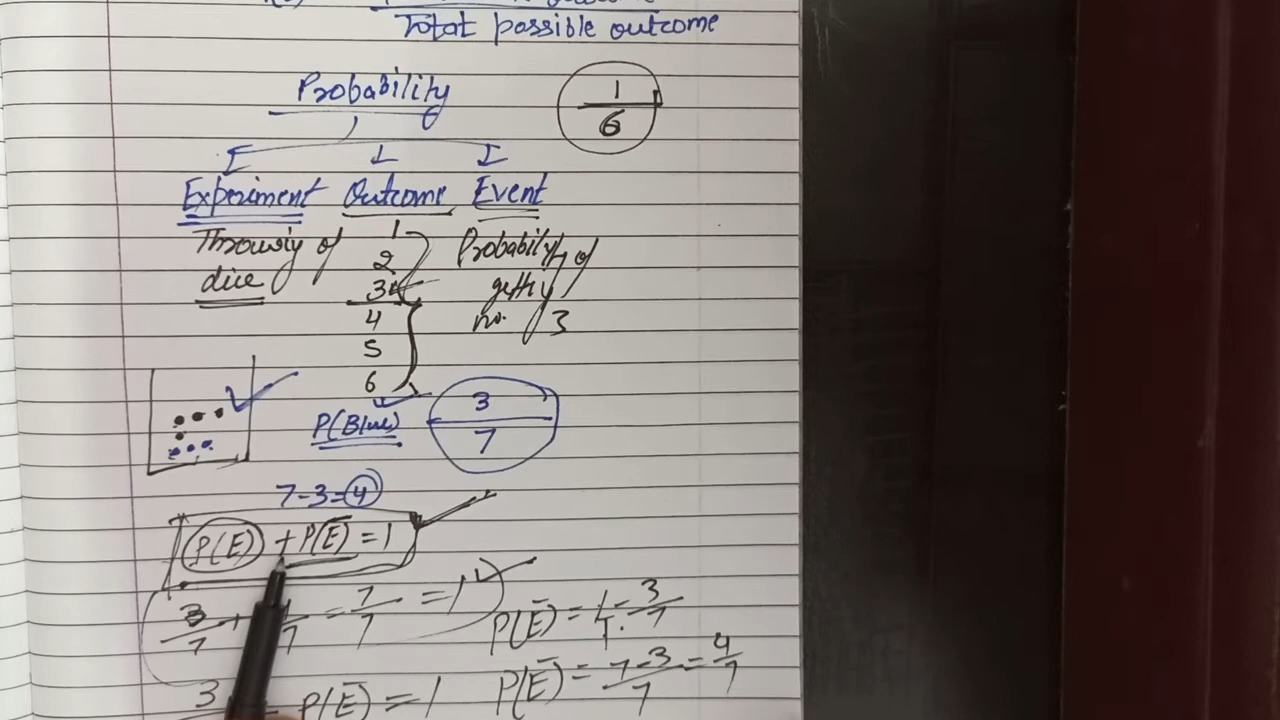 Total possible outcome
Probability
1/6
Experiment Outcome Event
Throwing of dice
1
2
3
4
5
6
Probability of
getting
no. 3
P(Blue) 3/7
7-3=4
P(E) + P(Ē) = 1
3/7 + 4/7 = 7/7 = 1
P(Ē) = 1/1 - 3/7
P(Ē) = 7-3/7 = 4/7
3 P(Ē) = 1